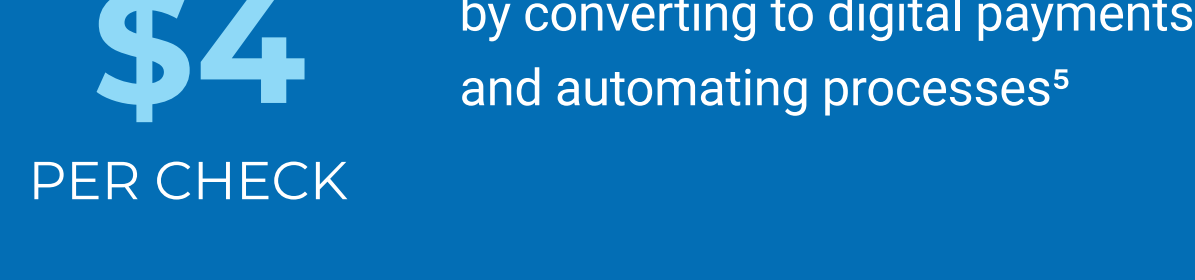 $4
PER CHECK
by converting to digital payments
and automating processes⁵